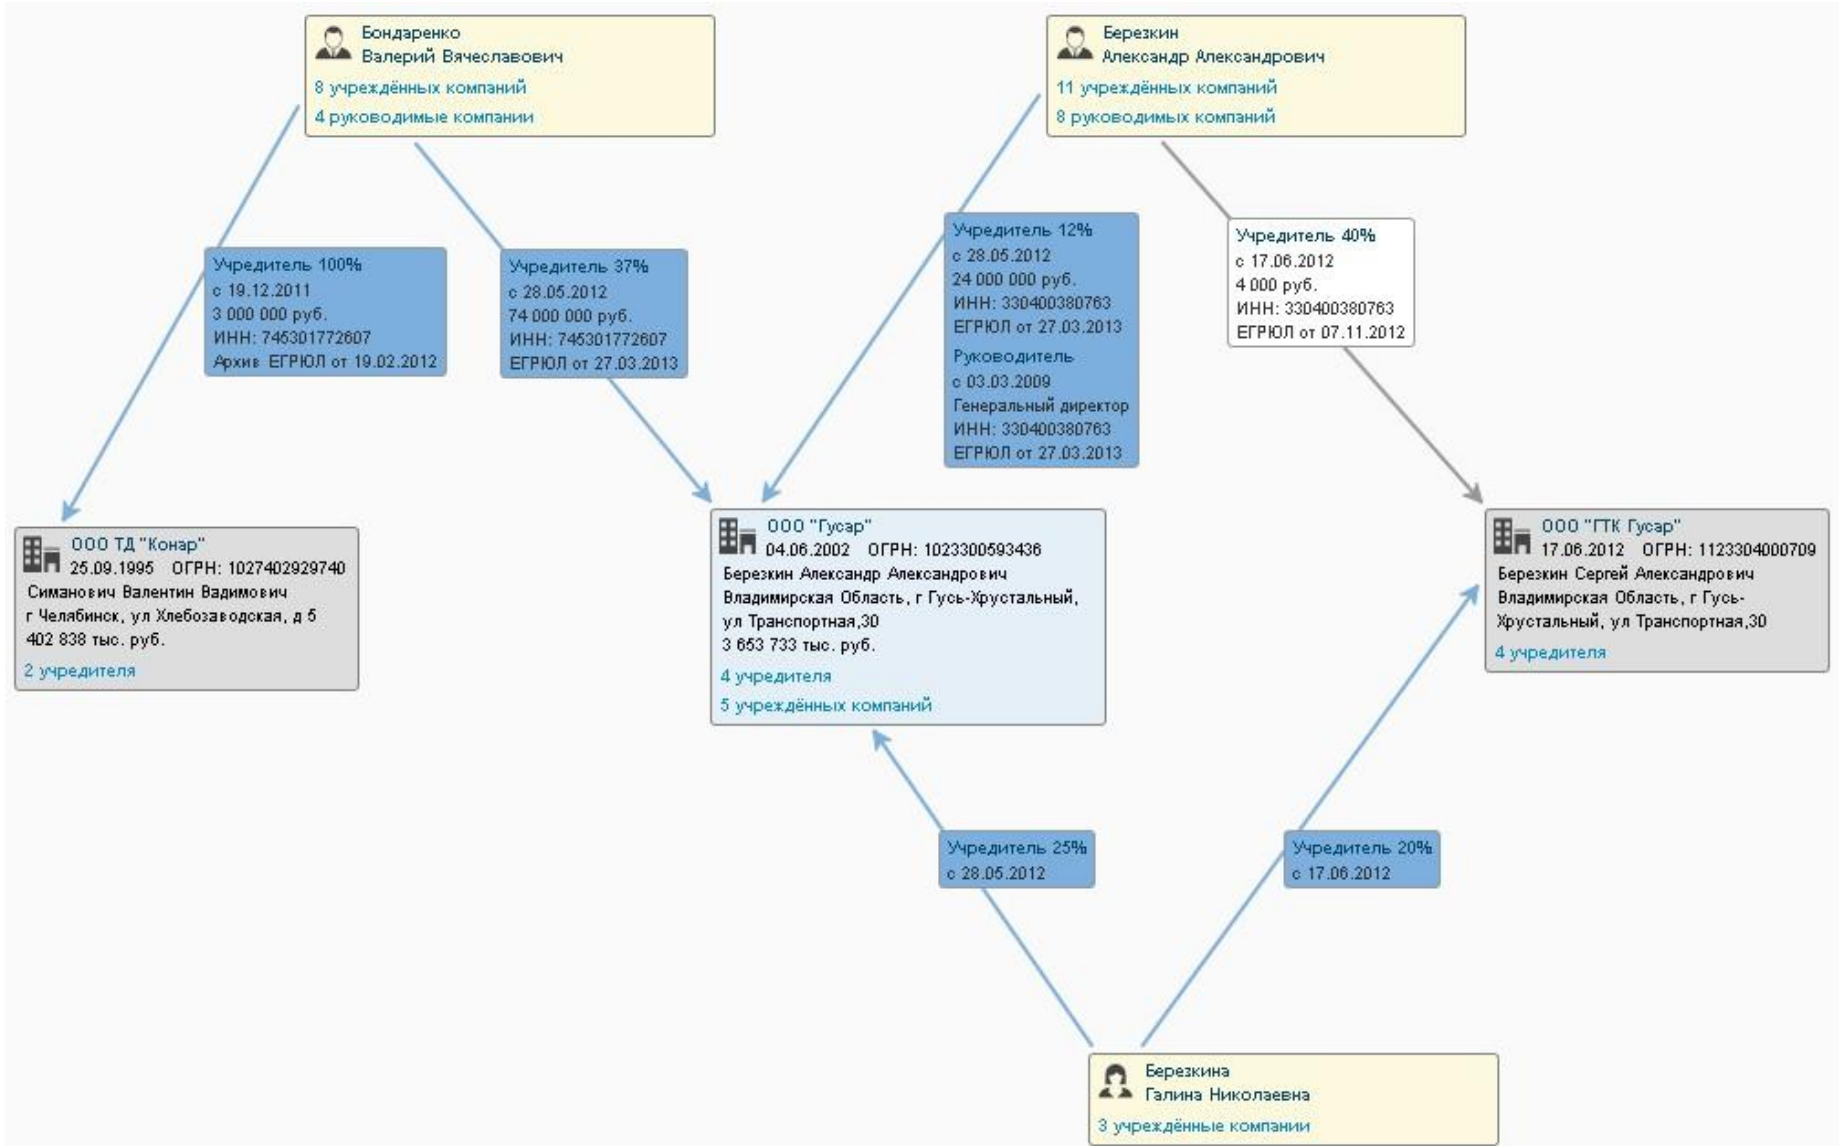 Бондаренко
Валерий Вячеславович
8 учреждённых компаний
4 руководимые компании
Березкин
Александр Александрович
11 учреждённых компаний
8 руководимых компаний
Учредитель 100%
с 19.12.2011
3 000 000 руб.
ИНН: 745301772607
Архив ЕГРЮЛ от 19.02.2012
Учредитель 37%
с 28.05.2012
74 000 000 руб.
ИНН: 745301772607
ЕГРЮЛ от 27.03.2013
Учредитель 12%
с 28.05.2012
24 000 000 руб.
ИНН: 330400380763
ЕГРЮЛ от 27.03.2013
Руководитель
с 03.03.2009
Генеральный директор
ИНН: 330400380763
ЕГРЮЛ от 27.03.2013
Учредитель 40%
с 17.06.2012
4 000 руб.
ИНН: 330400380763
ЕГРЮЛ от 07.11.2012
ООО ТД "Конар"
25.09.1995 ОГРН: 1027402929740
Симанович Валентин Вадимович
г Челябинск, ул Хлебозаводская, д 5
402 838 тыс. руб.
2 учредителя
ООО "Гусар"
04.06.2002 ОГРН: 1023300593436
Березкин Александр Александрович
Владимирская Область, г Гусь-Хрустальный,
ул Транспортная,30
3 653 733 тыс. руб.
4 учредителя
5 учреждённых компаний
ООО "ГТК Гусар"
17.06.2012 ОГРН: 1123304000709
Березкин Сергей Александрович
Владимирская Область, г Гусь-
Хрустальный, ул Транспортная,30
4 учредителя
Учредитель 25%
с 28.05.2012
Учредитель 20%
с 17.06.2012
Березкина
Галина Николаевна
3 учреждённые компании